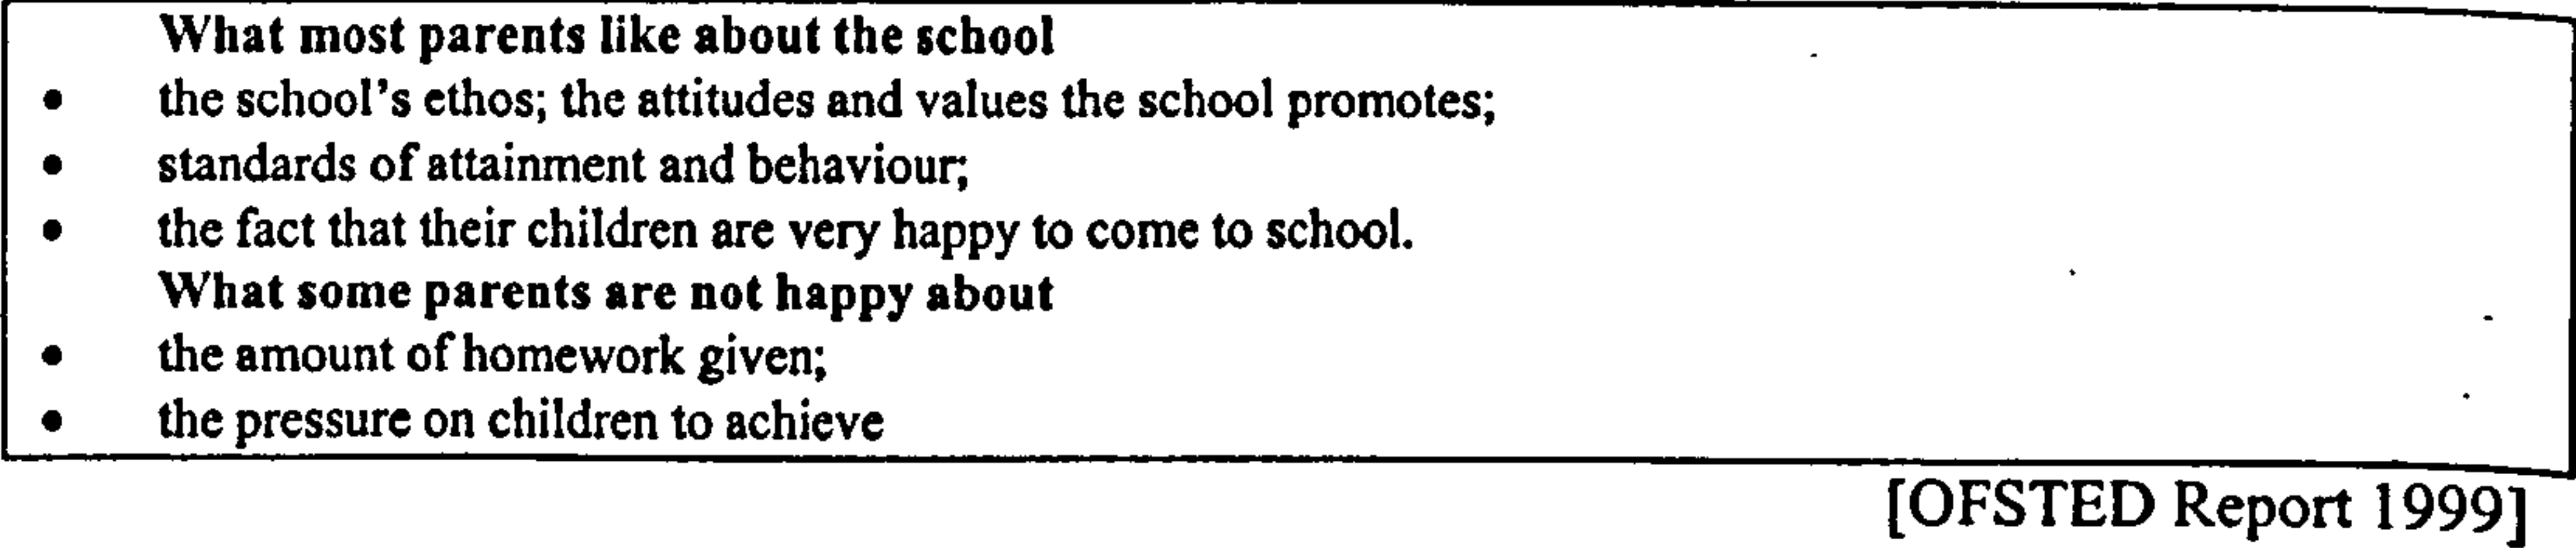 What most parents like about the school
• the school's ethos; the attitudes and values the school promotes;
• standards of attainment and behaviour;
• the fact that their children are very happy to come to school.
What some parents are not happy about
• the amount of homework given;
• the pressure on children to achieve
[OFSTED Report 1999]